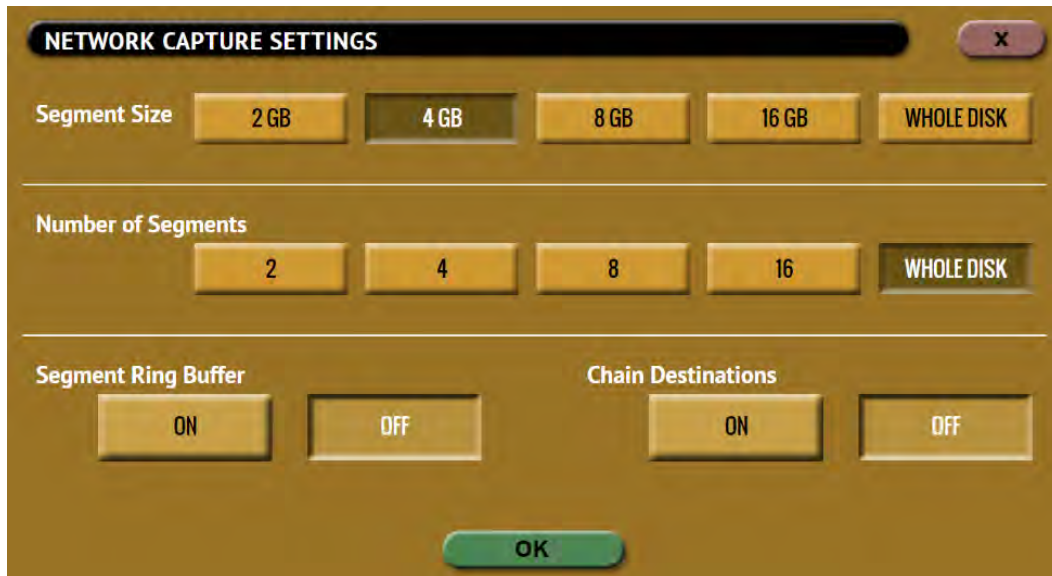 NETWORK CAPTURE SETTINGS
X
Segment Size
2 GB
4 GB
8 GB
16 GB
WHOLE DISK
Number of Segments
2
4
8
16
WHOLE DISK
Segment Ring Buffer
Chain Destinations
ON
OFF
ON
OFF
OK